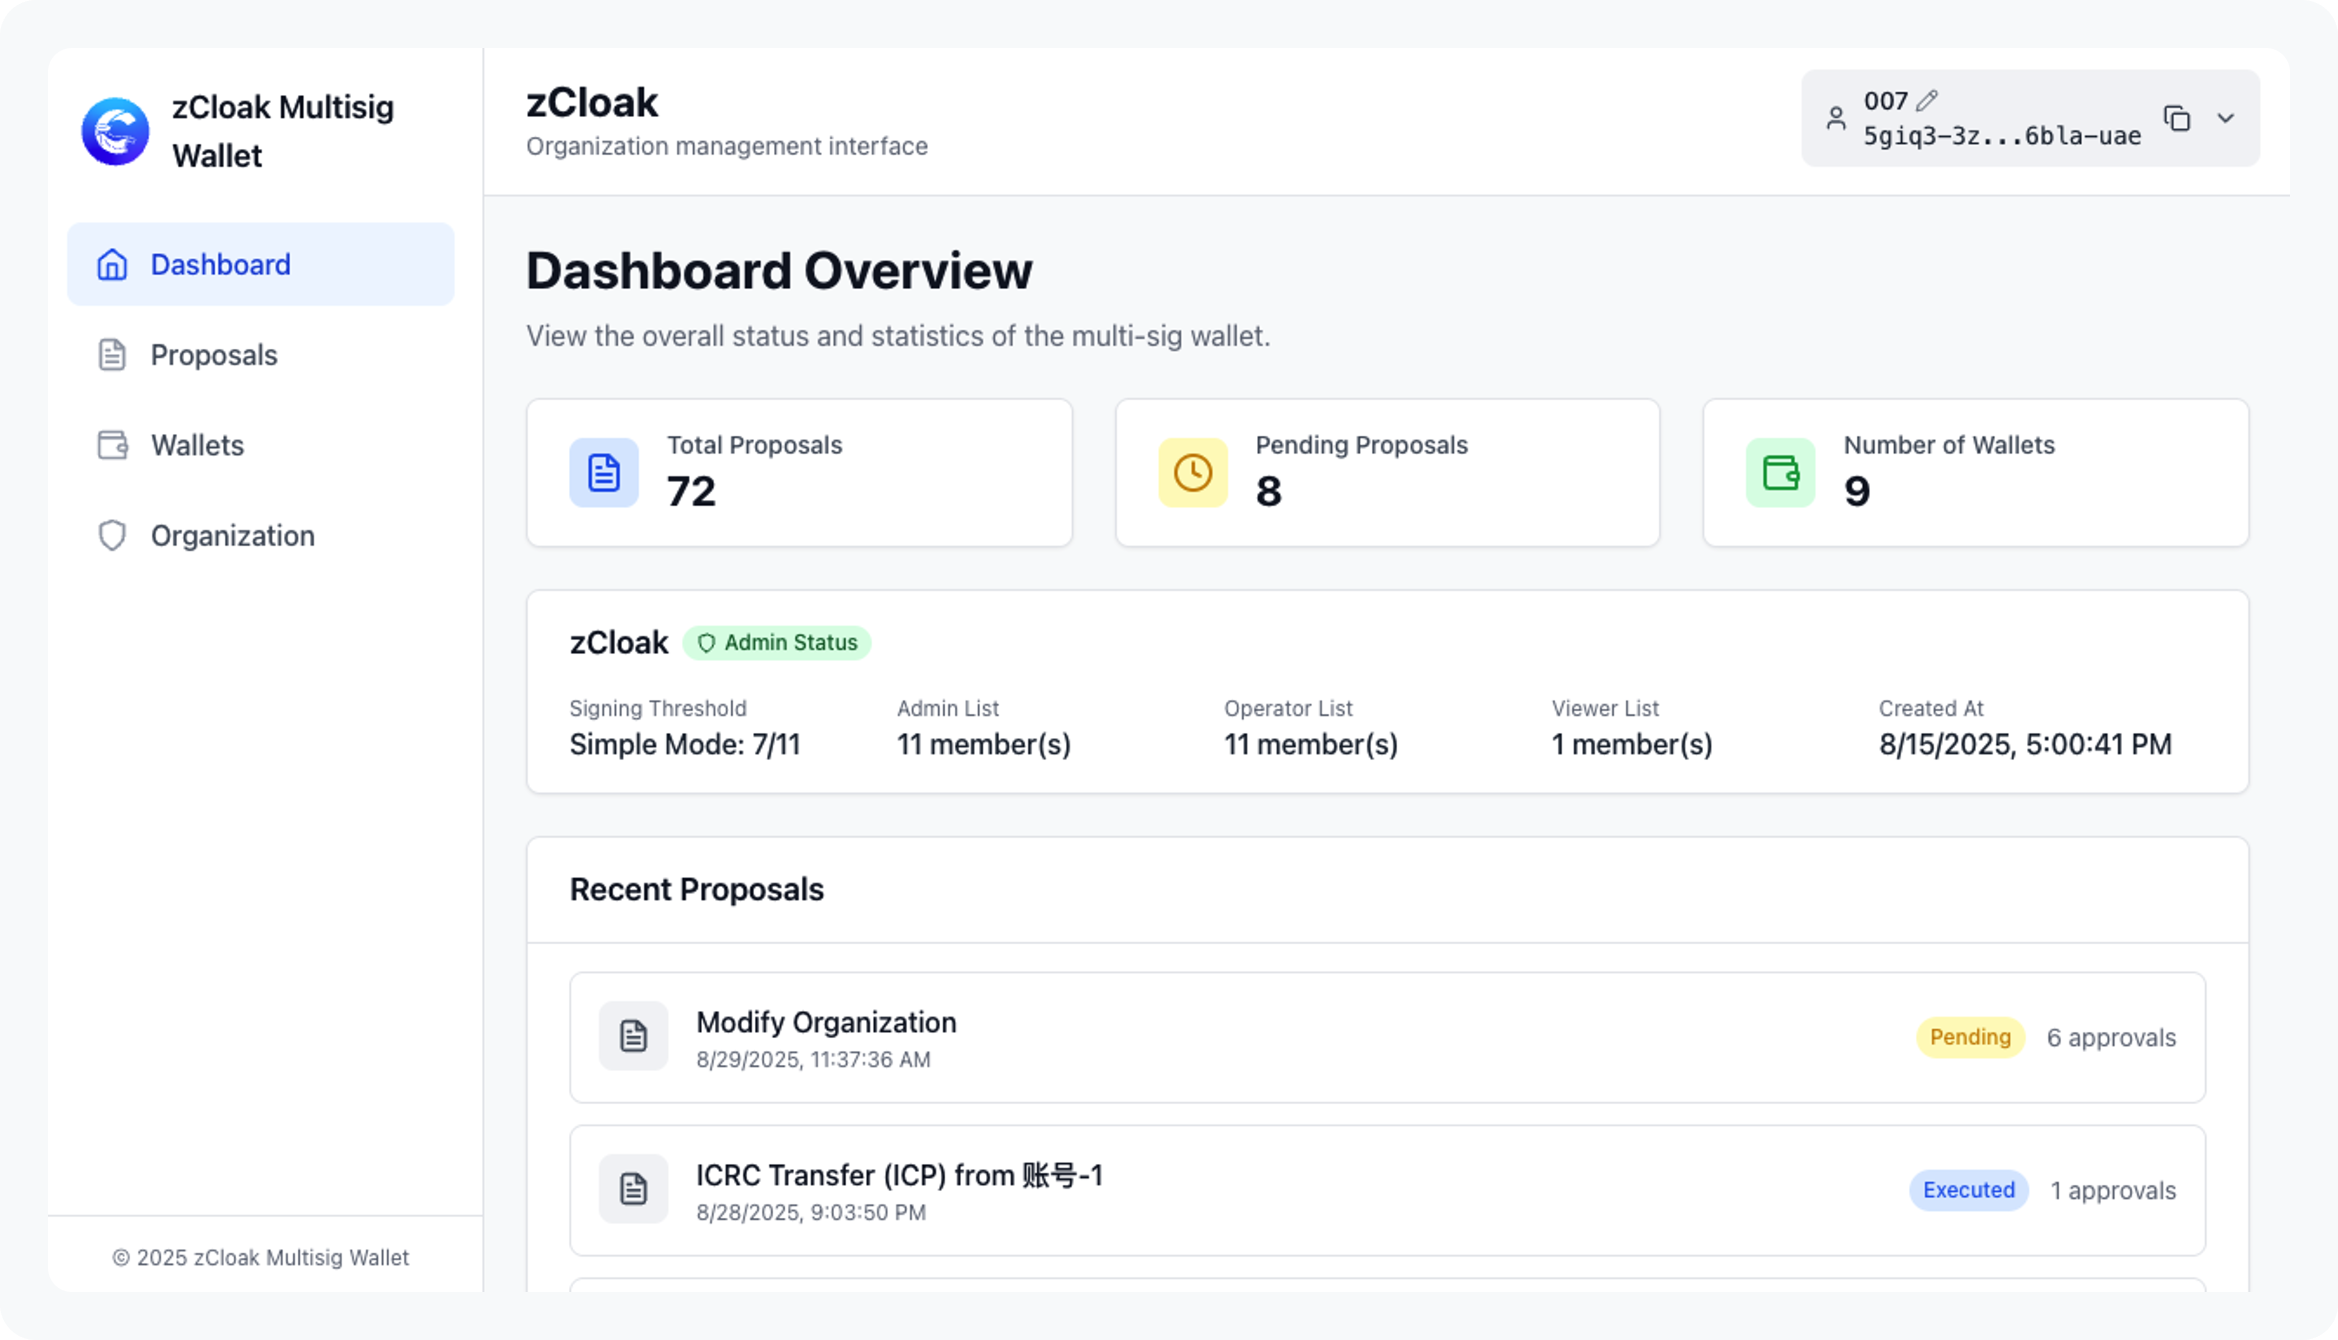 zCloak Multisig
Wallet
Dashboard
Proposals
Wallets
Organization
© 2025 zCloak Multisig Wallet
zCloak
Organization management interface
007
5giq3-3z...6bla-uae
Dashboard Overview
View the overall status and statistics of the multi-sig wallet.
Total Proposals
72
Pending Proposals
8
Number of Wallets
9
zCloak Admin Status
Signing Threshold
Simple Mode: 7/11
Admin List
11 member(s)
Operator List
11 member(s)
Viewer List
1 member(s)
Created At
8/15/2025, 5:00:41 PM
Recent Proposals
Modify Organization
8/29/2025, 11:37:36 AM
Pending 6 approvals
ICRC Transfer (ICP) from 账号-1
8/28/2025, 9:03:50 PM
Executed 1 approvals